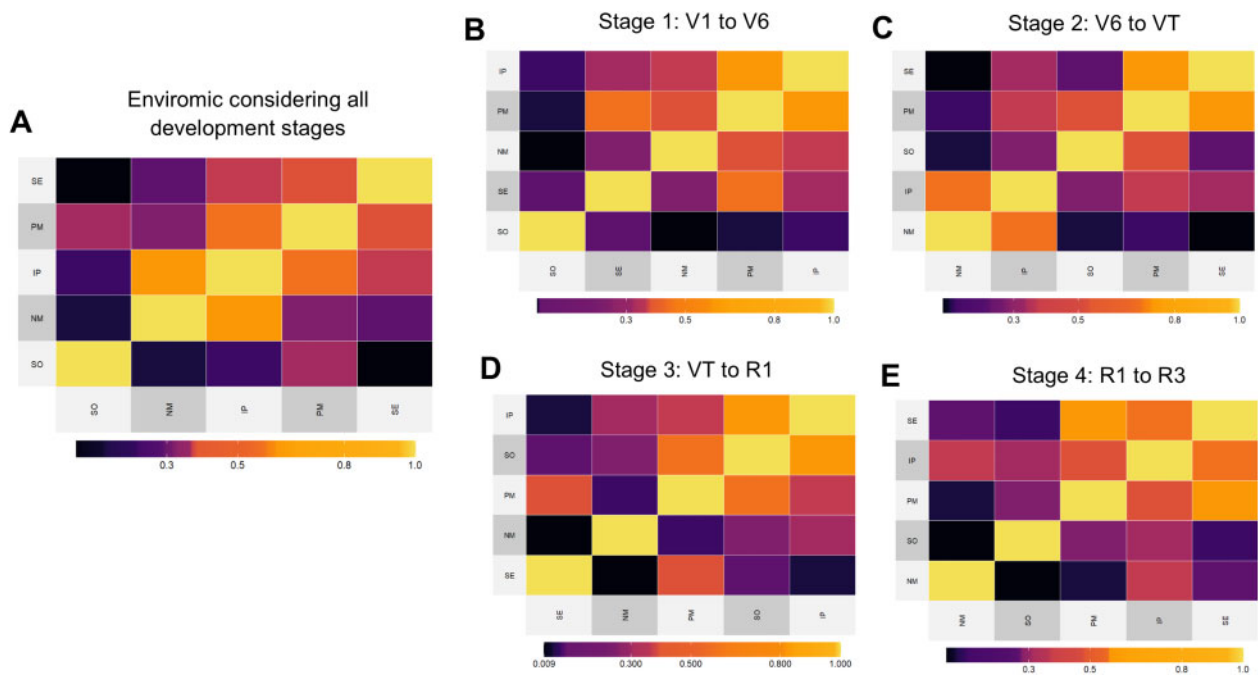 A
Enviromic considering all
development stages
SE
PM
IP
NM
SO
SO NM IP PM SE
0.3 0.5 0.8 1.0
B
Stage 1: V1 to V6
IP
PM
NM
SE
SO
SO SE NM PM IP
0.3 0.5 0.8 1.0
C
Stage 2: V6 to VT
SE
PM
SO
IP
NM
NM IP SO PM SE
0.3 0.5 0.8 1.0
D
Stage 3: VT to R1
IP
SO
PM
NM
SE
SE NM PM SO IP
0.009 0.300 0.500 0.800 1.000
E
Stage 4: R1 to R3
SE
IP
PM
SO
NM
NM SO PM IP SE
0.3 0.5 0.8 1.0